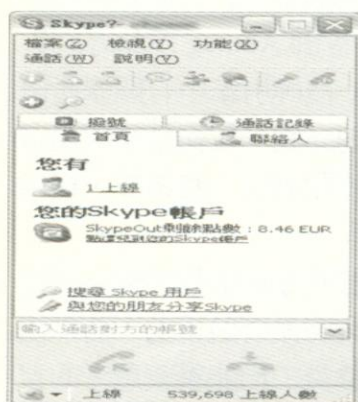 Skype?-
檔案(Z) 檢視(Y) 功能(X)
通話(W) 說明(V)
撥號 通話記錄
首頁 聯絡人
您有
1 上線
您的Skype帳戶
SkypeOut剩餘點數 : 8.46 EUR
搜尋 Skype 用戶
與您的朋友分享Skype
輸入通話對方的帳號
上線 539,698 上線人數